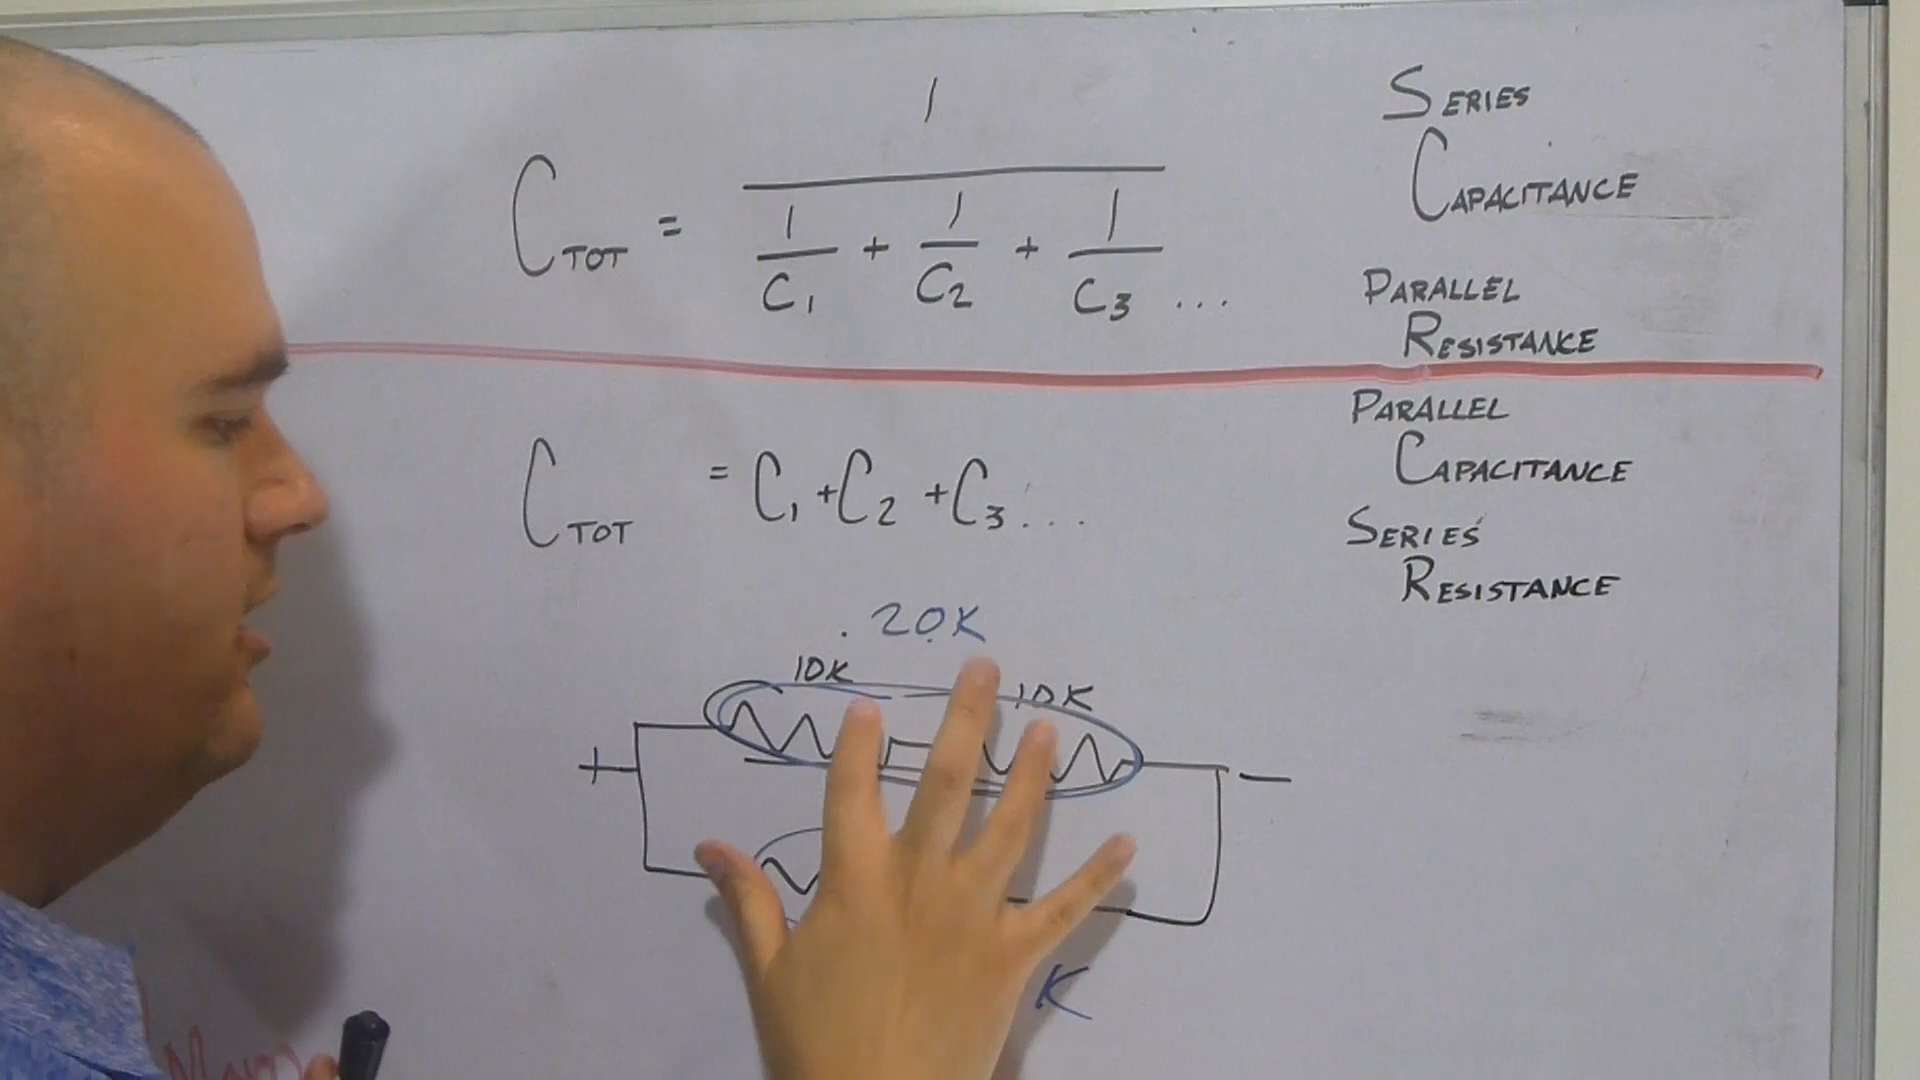 1
C TOT = 1/C1 + 1/C2 + 1/C3 ...
SERIES
CAPACITANCE
PARALLEL
RESISTANCE
C TOT = C1 + C2 + C3 ...
PARALLEL
CAPACITANCE
SERIES
RESISTANCE
. 20K
10K
10K
+ −
K